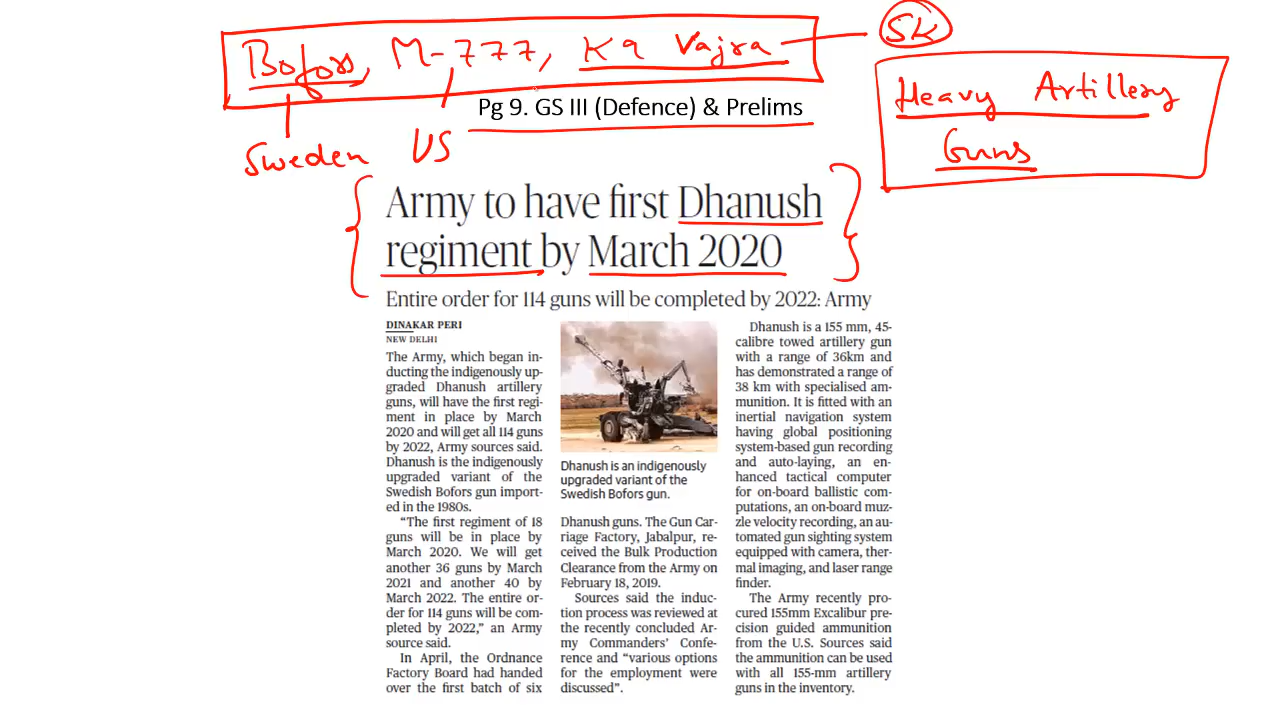 Bofors, M-777, K9 Vajra
SK
Heavy Artillery
Guns
Sweden
US
Pg 9. GS III (Defence) & Prelims
Army to have first Dhanush
regiment by March 2020
Entire order for 114 guns will be completed by 2022: Army
DINAKAR PERI
NEW DELHI
The Army, which began in-
ducting the indigenously up-
graded Dhanush artillery
guns, will have the first regi-
ment in place by March
2020 and will get all 114 guns
by 2022, Army sources said.
Dhanush is the indigenously
upgraded variant of the
Swedish Bofors gun import-
ed in the 1980s.
“The first regiment of 18
guns will be in place by
March 2020. We will get
another 36 guns by March
2021 and another 40 by
March 2022. The entire or-
der for 114 guns will be com-
pleted by 2022,” an Army
source said.
In April, the Ordnance
Factory Board had handed
over the first batch of six
Dhanush is an indigenously
upgraded variant of the
Swedish Bofors gun.
Dhanush guns. The Gun Car-
riage Factory, Jabalpur, re-
ceived the Bulk Production
Clearance from the Army on
February 18, 2019.
Sources said the induc-
tion process was reviewed at
the recently concluded Ar-
my Commanders’ Confe-
rence and “various options
for the employment were
discussed”.
Dhanush is a 155 mm, 45-
calibre towed artillery gun
with a range of 36km and
has demonstrated a range of
38 km with specialised am-
munition. It is fitted with an
inertial navigation system
having global positioning
system-based gun recording
and auto-laying, an en-
hanced tactical computer
for on-board ballistic com-
putations, an on-board muz-
zle velocity recording, an au-
tomated gun sighting system
equipped with camera, ther-
mal imaging, and laser range
finder.
The Army recently pro-
cured 155mm Excalibur pre-
cision guided ammunition
from the U.S. Sources said
the ammunition can be used
with all 155-mm artillery
guns in the inventory.